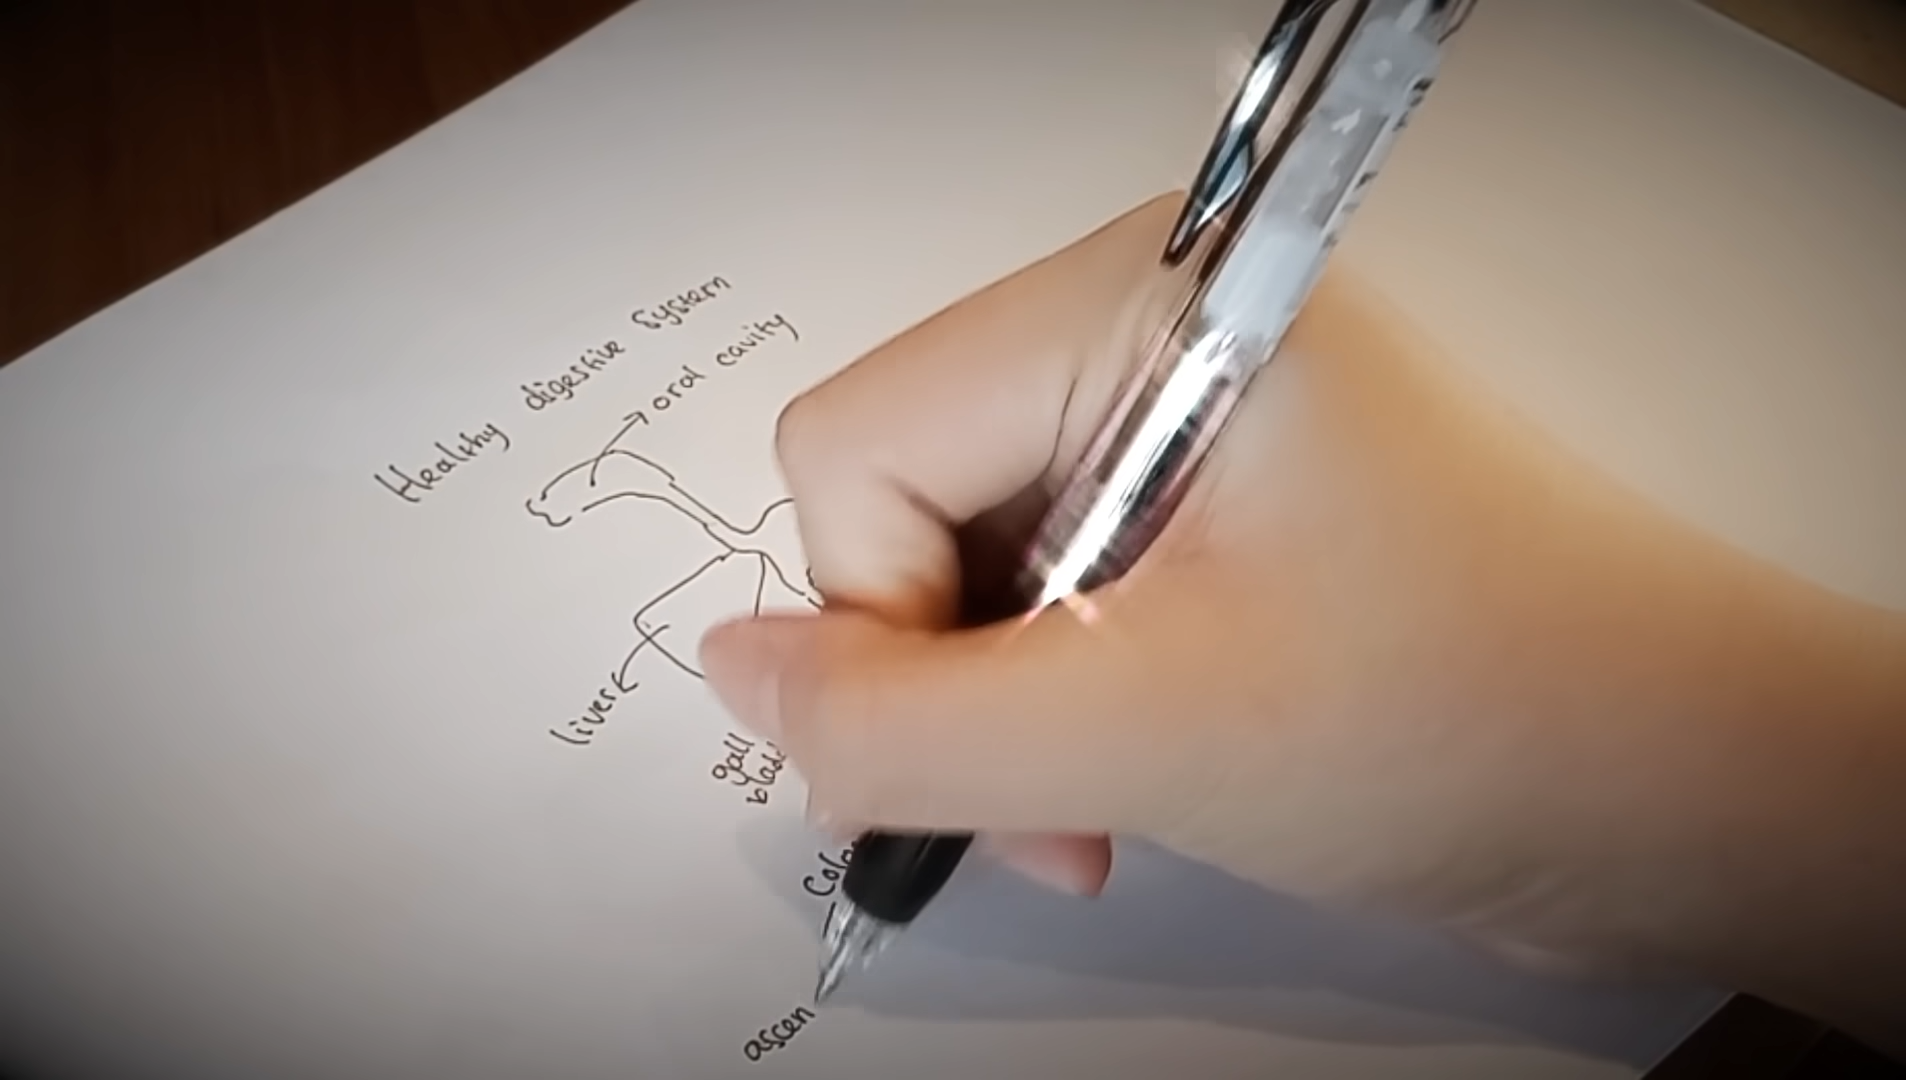 Healthy digestive system
oral cavity
liver
gall
ascen